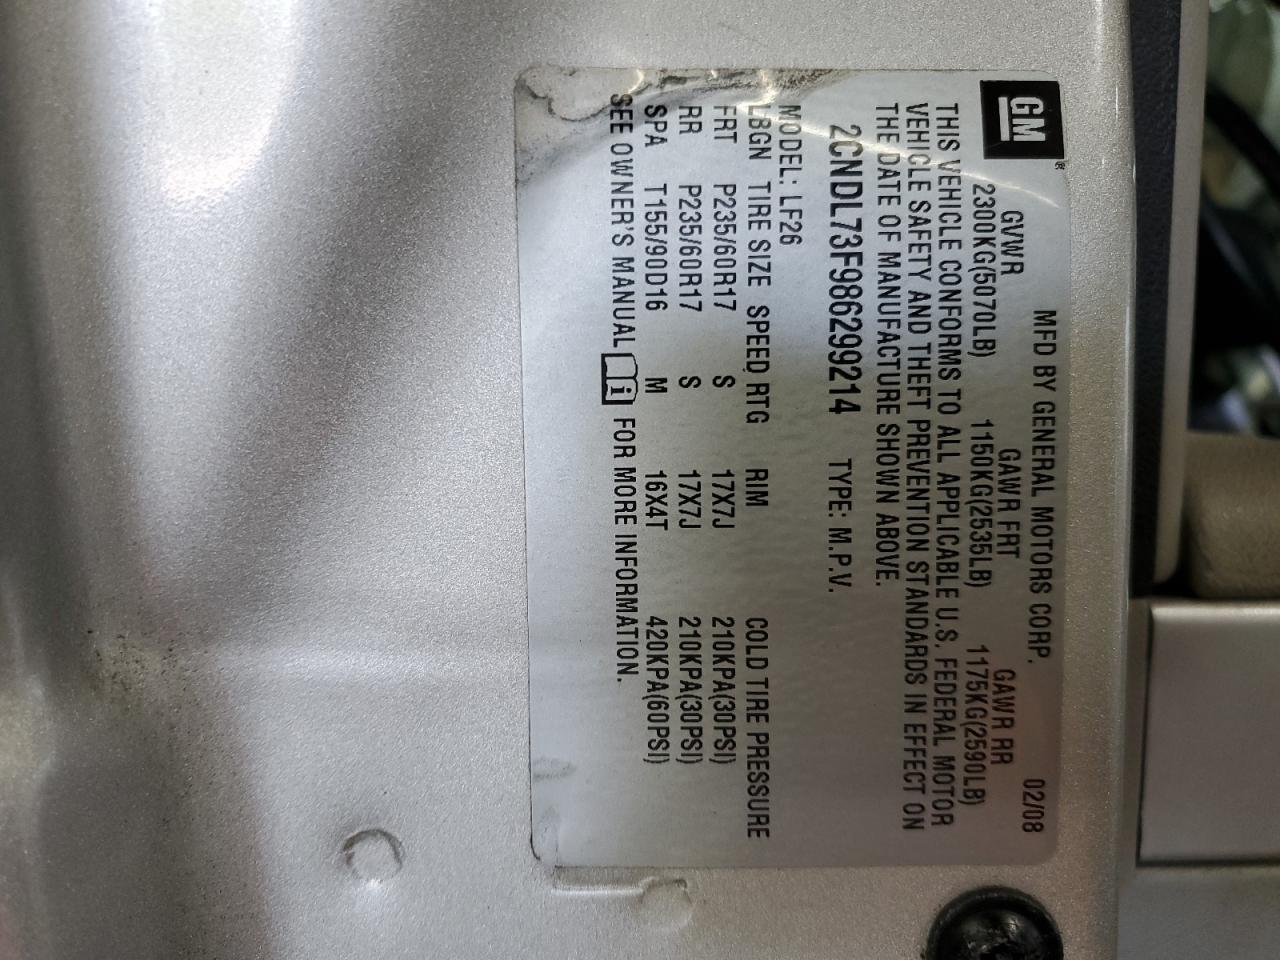 GM
MFD BY GENERAL MOTORS CORP. 02/08
GVWR GAWR FRT GAWR RR
2300KG(5070LB) 1150KG(2535LB) 1175KG(2590LB)
THIS VEHICLE CONFORMS TO ALL APPLICABLE U.S. FEDERAL MOTOR
VEHICLE SAFETY AND THEFT PREVENTION STANDARDS IN EFFECT ON
THE DATE OF MANUFACTURE SHOWN ABOVE.
2CNDL73F986299214 TYPE: M.P.V.
MODEL: LF26
LBGN TIRE SIZE SPEED RTG RIM COLD TIRE PRESSURE
FRT P235/60R17 S 17X7J 210KPA(30PSI)
RR P235/60R17 S 17X7J 210KPA(30PSI)
SPA T155/90D16 M 16X4T 420KPA(60PSI)
SEE OWNER'S MANUAL i FOR MORE INFORMATION.